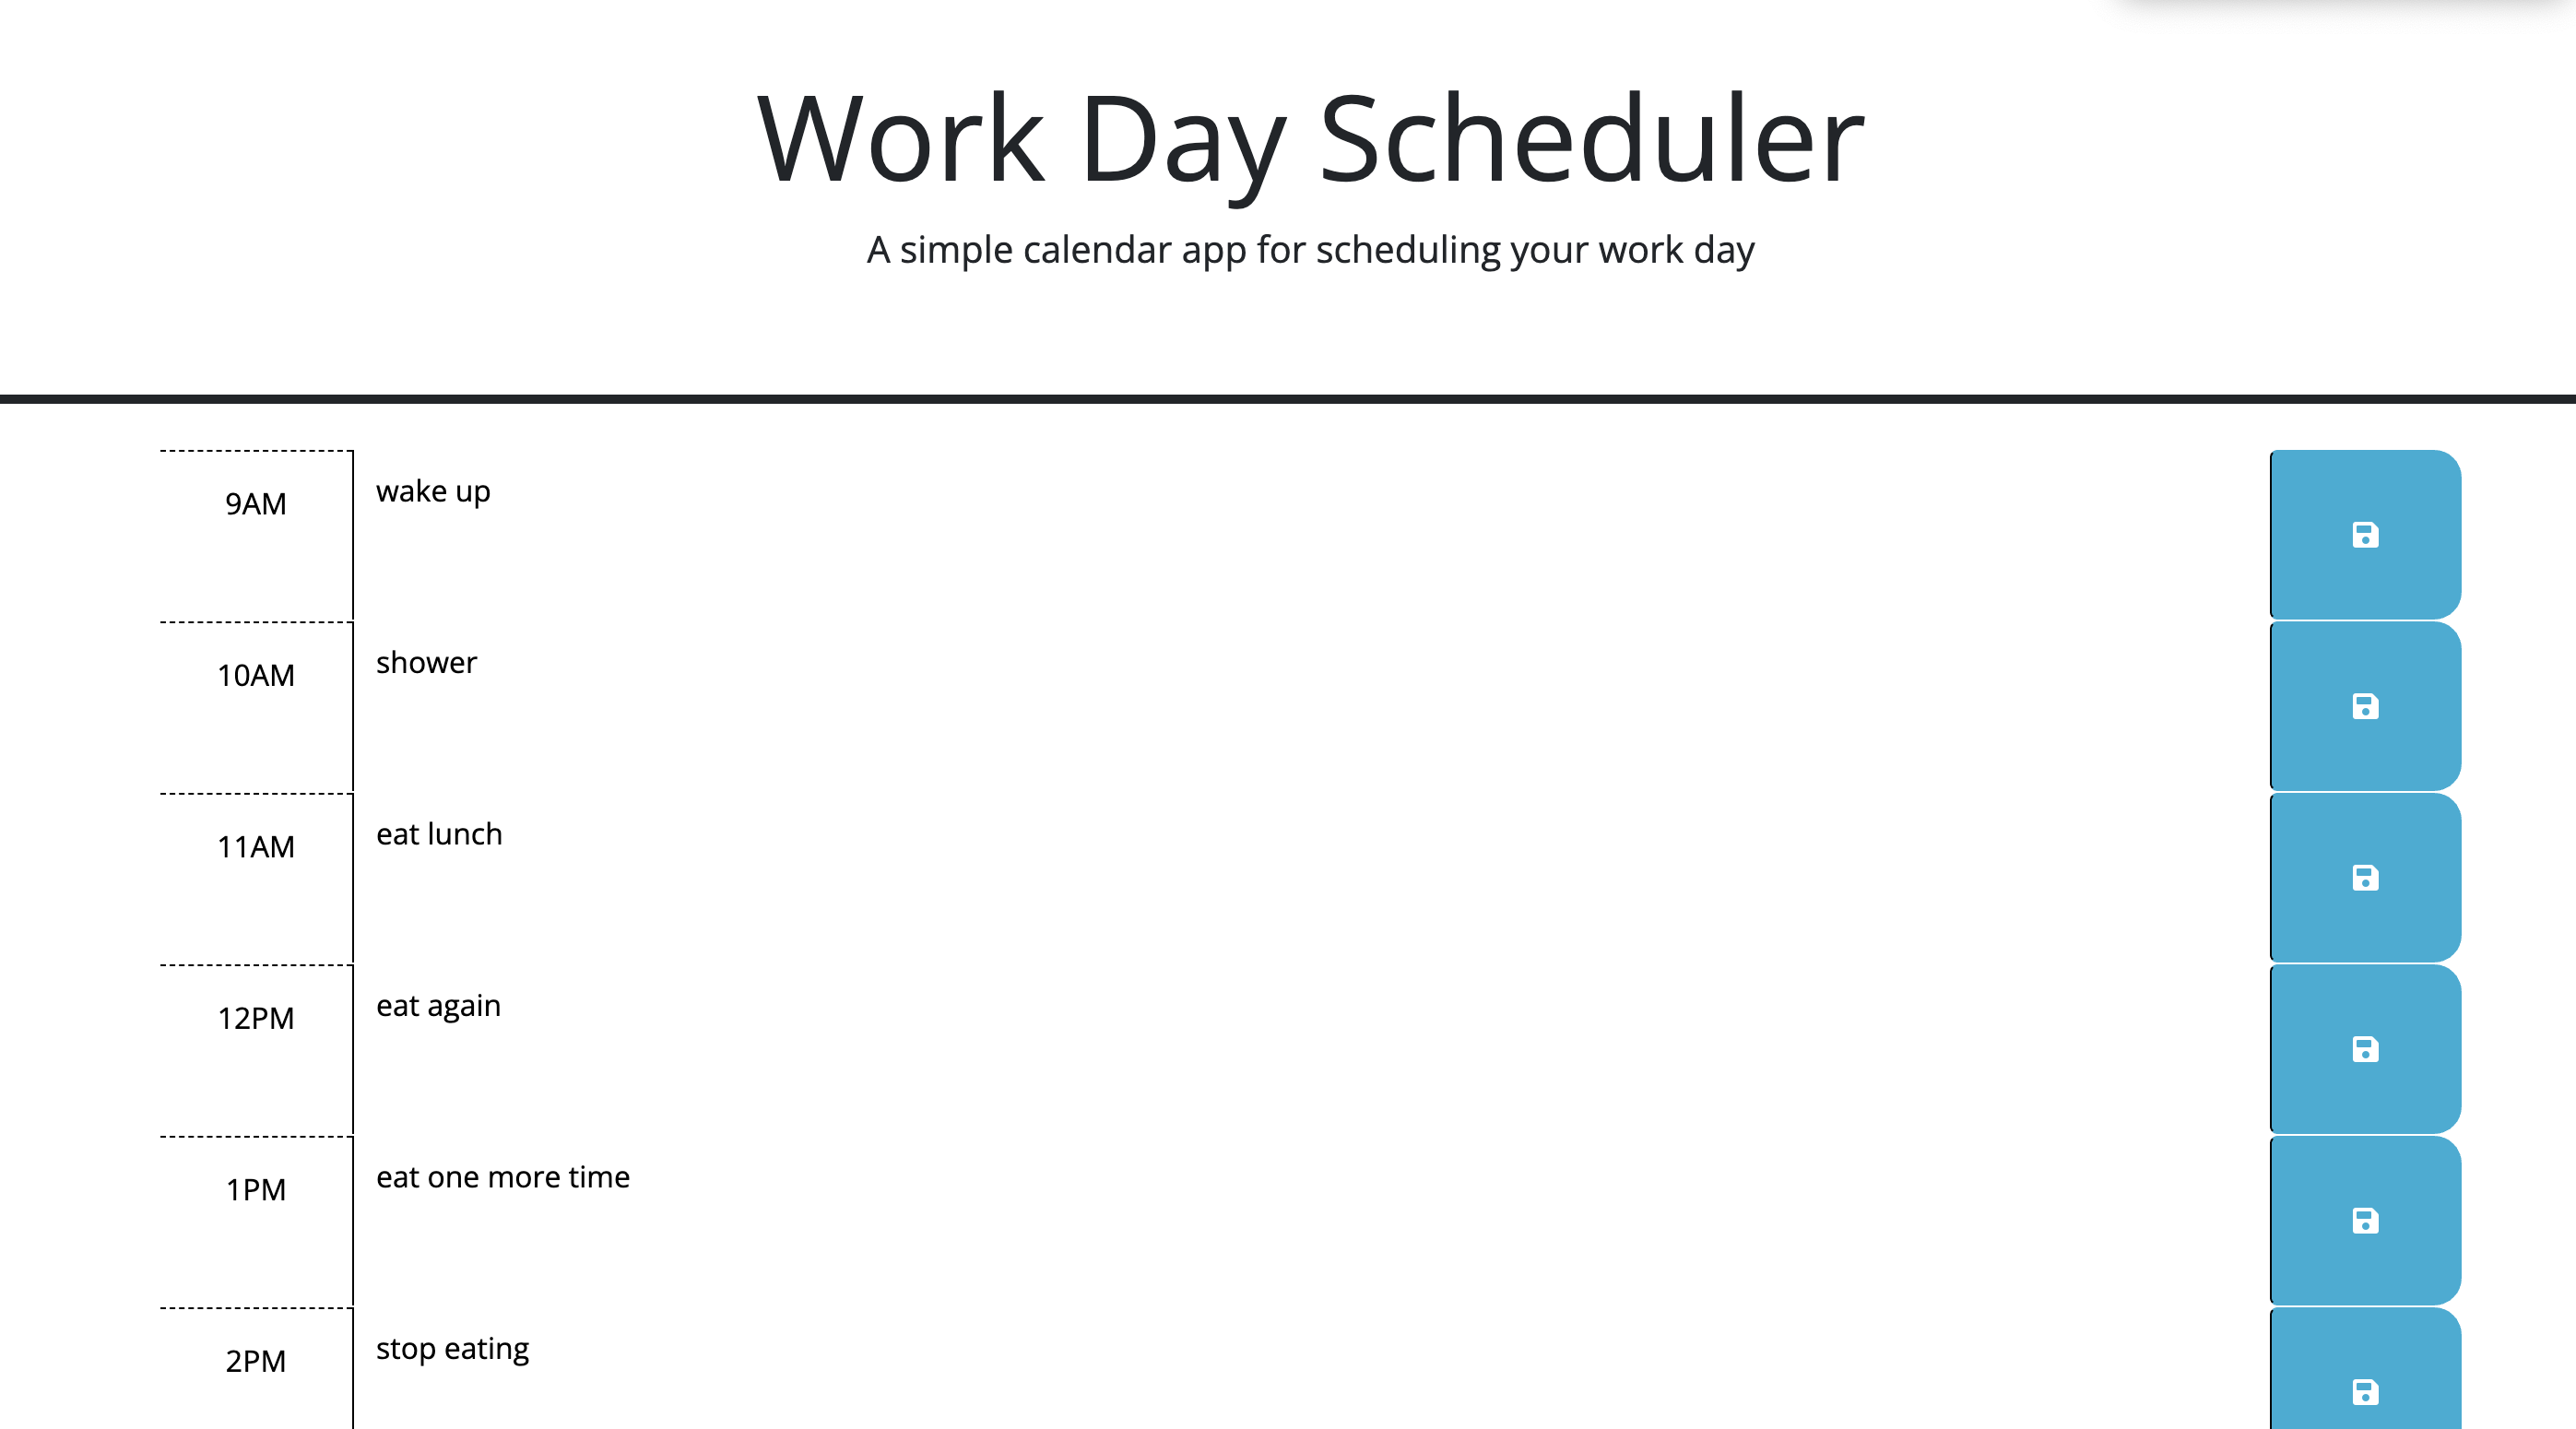 Work Day Scheduler
A simple calendar app for scheduling your work day
9AM wake up
10AM shower
11AM eat lunch
12PM eat again
1PM eat one more time
2PM stop eating